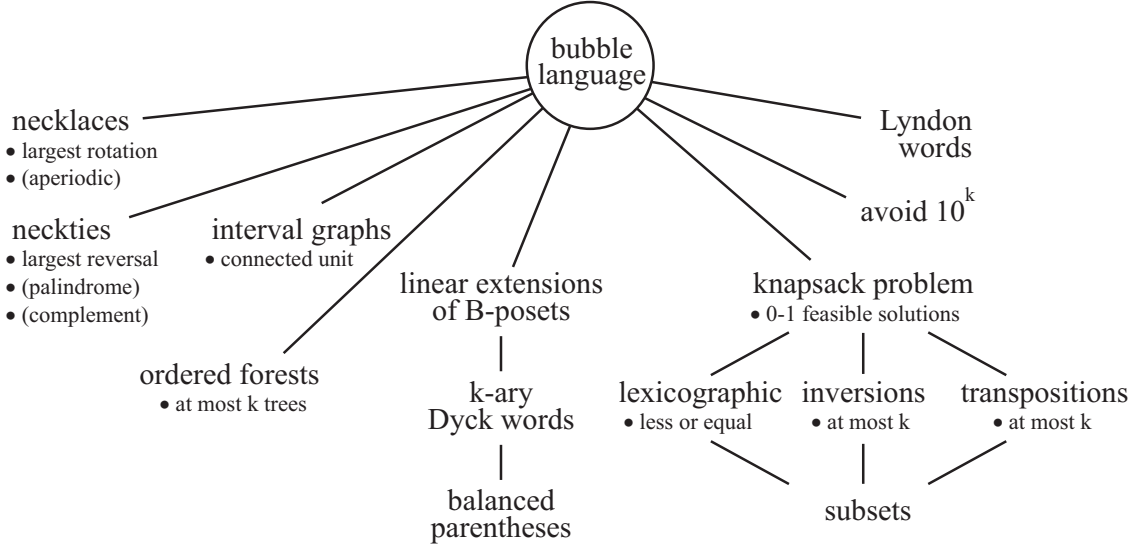 bubble
language
necklaces
• largest rotation
• (aperiodic)
Lyndon
words
avoid 10^k
neckties
• largest reversal
• (palindrome)
• (complement)
interval graphs
• connected unit
linear extensions
of B-posets
knapsack problem
• 0-1 feasible solutions
ordered forests
• at most k trees
k-ary
Dyck words
lexicographic
• less or equal
inversions
• at most k
transpositions
• at most k
balanced
parentheses
subsets